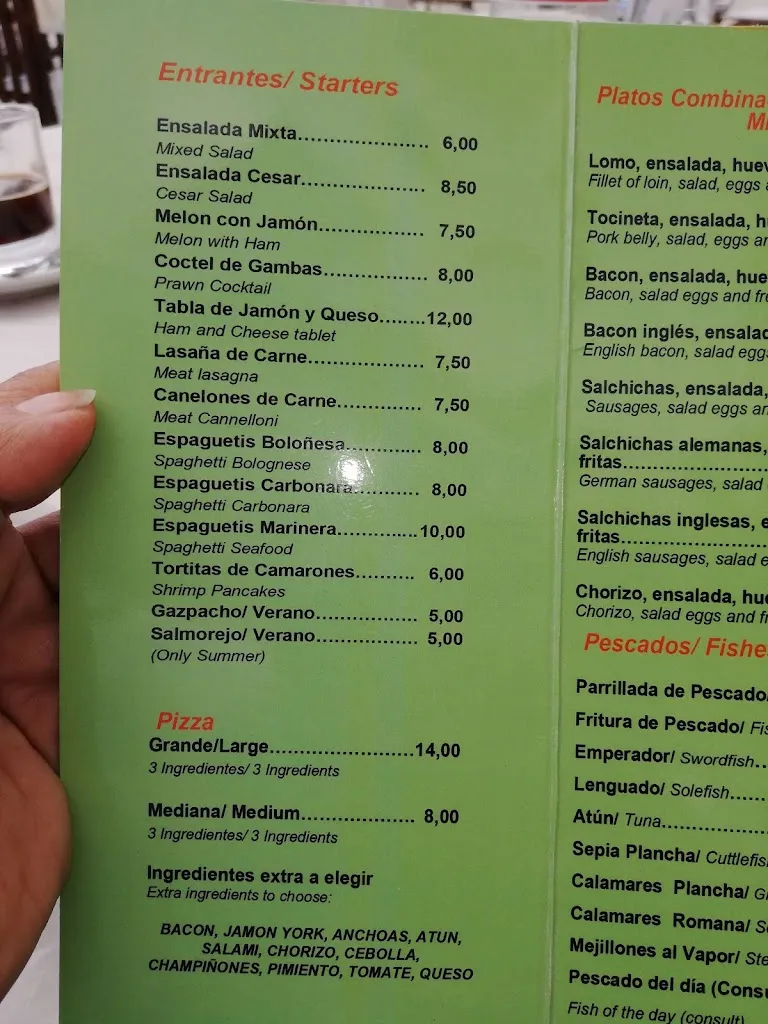 Entrantes/ Starters
Ensalada Mixta..................... 6,00
Mixed Salad
Ensalada Cesar.................... 8,50
Cesar Salad
Melon con Jamón................. 7,50
Melon with Ham
Coctel de Gambas................. 8,00
Prawn Cocktail
Tabla de Jamón y Queso........12,00
Ham and Cheese tablet
Lasaña de Carne................... 7,50
Meat lasagna
Canelones de Carne.............. 7,50
Meat Cannelloni
Espaguetis Boloñesa............. 8,00
Spaghetti Bolognese
Espaguetis Carbonara........... 8,00
Spaghetti Carbonara
Espaguetis Marinera.............10,00
Spaghetti Seafood
Tortitas de Camarones.......... 6,00
Shrimp Pancakes
Gazpacho/ Verano................. 5,00
Salmorejo/ Verano................. 5,00
(Only Summer)
Pizza
Grande/Large........................14,00
3 Ingredientes/ 3 Ingredients
Mediana/ Medium................... 8,00
3 Ingredientes/ 3 Ingredients
Ingredientes extra a elegir
Extra ingredients to choose:
BACON, JAMON YORK, ANCHOAS, ATUN,
SALAMI, CHORIZO, CEBOLLA,
CHAMPIÑONES, PIMIENTO, TOMATE, QUESO
Platos Combina
Mi
Lomo, ensalada, huev
Fillet of loin, salad, eggs a
Tocineta, ensalada, h
Pork belly, salad, eggs an
Bacon, ensalada, hue
Bacon, salad eggs and fre
Bacon inglés, ensalad
English bacon, salad eggs
Salchichas, ensalada,
Sausages, salad eggs an
Salchichas alemanas,
fritas......................
German sausages, salad
Salchichas inglesas, e
fritas......................
English sausages, salad e
Chorizo, ensalada, hue
Chorizo, salad eggs and fr
Pescados/ Fishe
Parrillada de Pescado/
Fritura de Pescado/ Fis
Emperador/ Swordfish..
Lenguado/ Solefish......
Atún/ Tuna.................
Sepia Plancha/ Cuttlefis
Calamares Plancha/ G
Calamares Romana/ S
Mejillones al Vapor/ Ste
Pescado del día (Consu
Fish of the day (consult)